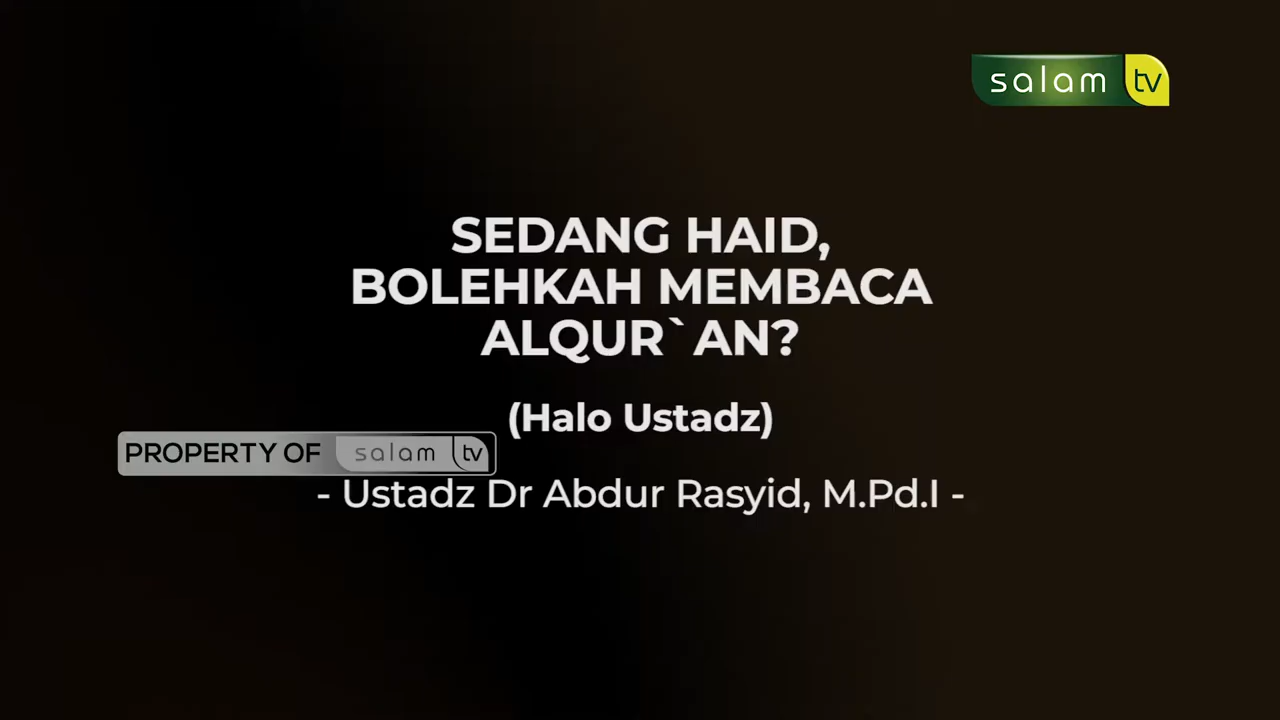 salam tv
SEDANG HAID,
BOLEHKAH MEMBACA
ALQUR`AN?
(Halo Ustadz)
PROPERTY OF salam tv
- Ustadz Dr Abdur Rasyid, M.Pd.I -